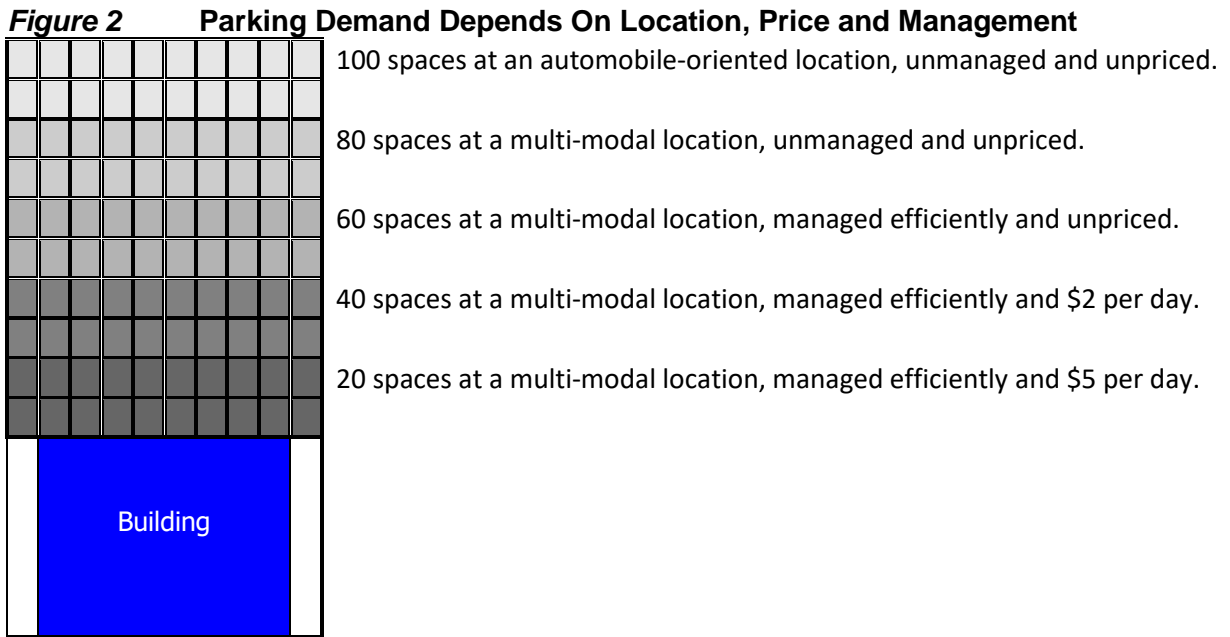 Figure 2 Parking Demand Depends On Location, Price and Management
100 spaces at an automobile-oriented location, unmanaged and unpriced.
80 spaces at a multi-modal location, unmanaged and unpriced.
60 spaces at a multi-modal location, managed efficiently and unpriced.
40 spaces at a multi-modal location, managed efficiently and $2 per day.
20 spaces at a multi-modal location, managed efficiently and $5 per day.
Building